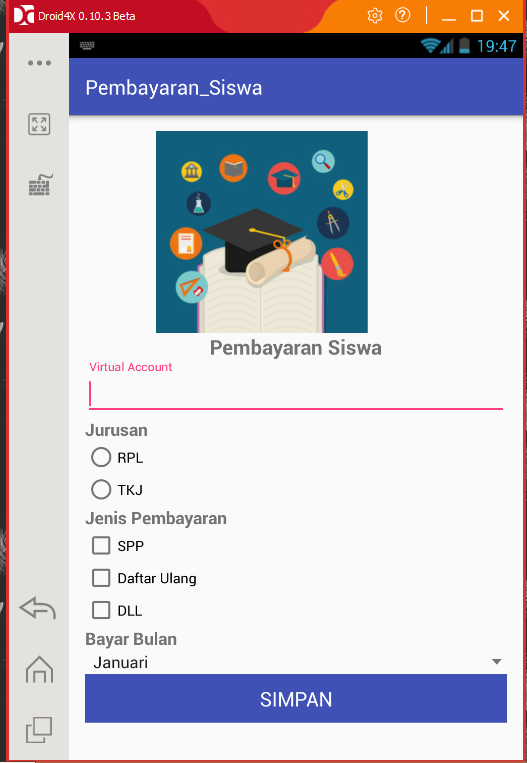 Droid4X 0.10.3 Beta
19:47
Pembayaran_Siswa
Pembayaran Siswa
Virtual Account
Jurusan
RPL
TKJ
Jenis Pembayaran
SPP
Daftar Ulang
DLL
Bayar Bulan
Januari
SIMPAN